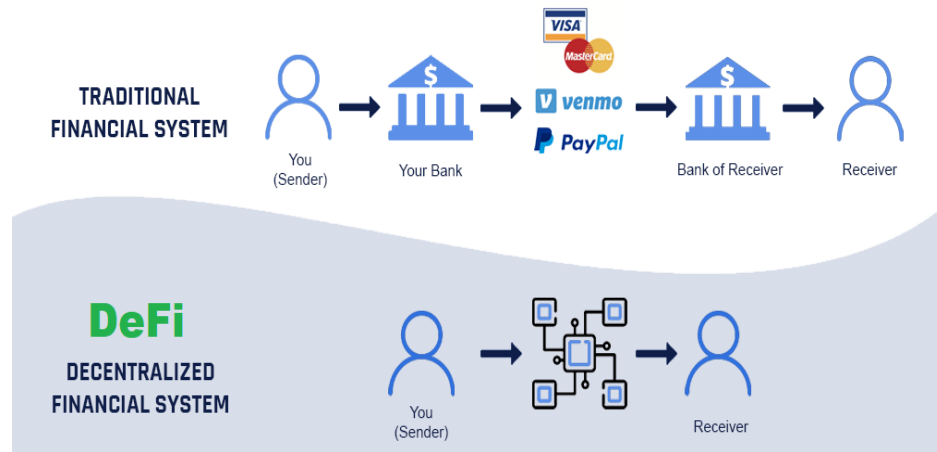 VISA
MasterCard
TRADITIONAL
FINANCIAL SYSTEM
$
$
V venmo
PayPal
You
(Sender)
Your Bank
Bank of Receiver
Receiver
DeFi
DECENTRALIZED
FINANCIAL SYSTEM
You
(Sender)
Receiver